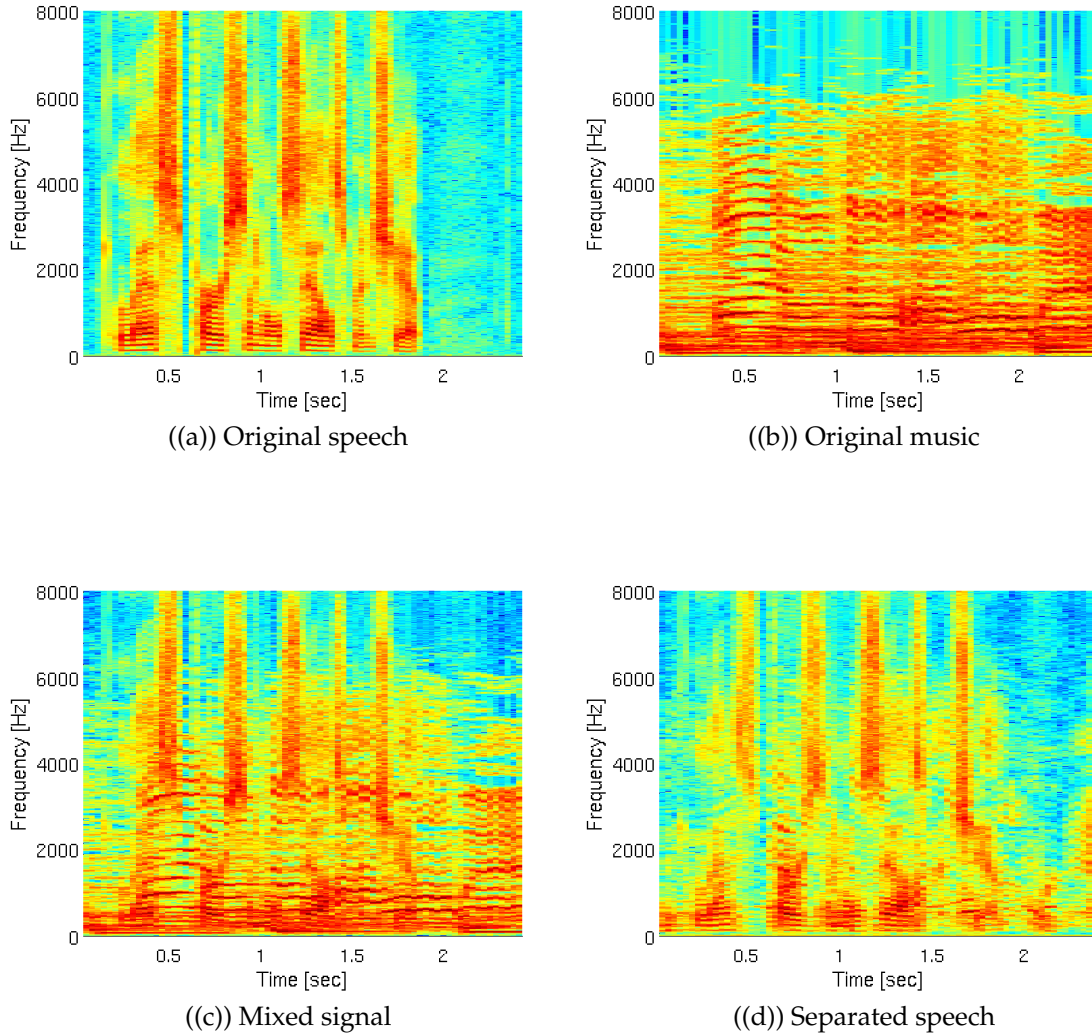 8000
6000
4000
2000
0
Frequency [Hz]
0.5 1 1.5 2
Time [sec]
((a)) Original speech
8000
6000
4000
2000
0
Frequency [Hz]
0.5 1 1.5 2
Time [sec]
((b)) Original music
8000
6000
4000
2000
0
Frequency [Hz]
0.5 1 1.5 2
Time [sec]
((c)) Mixed signal
8000
6000
4000
2000
0
Frequency [Hz]
0.5 1 1.5 2
Time [sec]
((d)) Separated speech